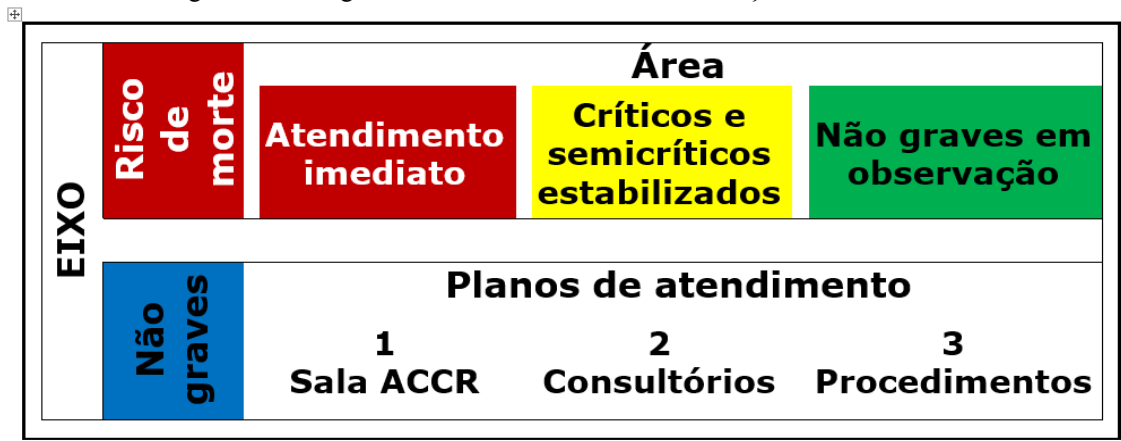 EIXO
Risco
de
morte
Área
Atendimento
imediato
Críticos e
semicríticos
estabilizados
Não graves em
observação
Não
graves
Planos de atendimento
1
Sala ACCR
2
Consultórios
3
Procedimentos